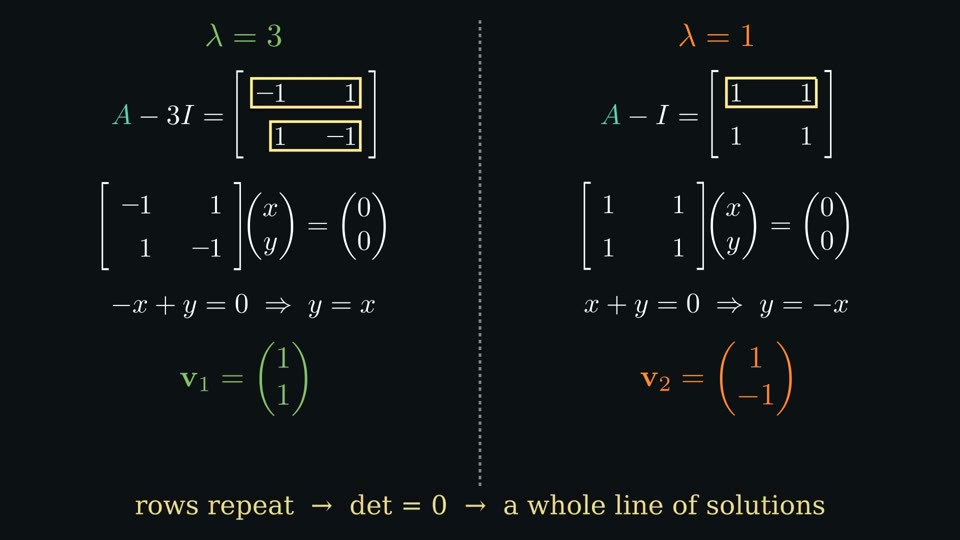 λ = 3
A − 3I = [ −1 1 ; 1 −1 ]
[ −1 1 ; 1 −1 ] ( x ; y ) = ( 0 ; 0 )
−x + y = 0 ⇒ y = x
v₁ = ( 1 ; 1 )
λ = 1
A − I = [ 1 1 ; 1 1 ]
[ 1 1 ; 1 1 ] ( x ; y ) = ( 0 ; 0 )
x + y = 0 ⇒ y = −x
v₂ = ( 1 ; −1 )
rows repeat → det = 0 → a whole line of solutions